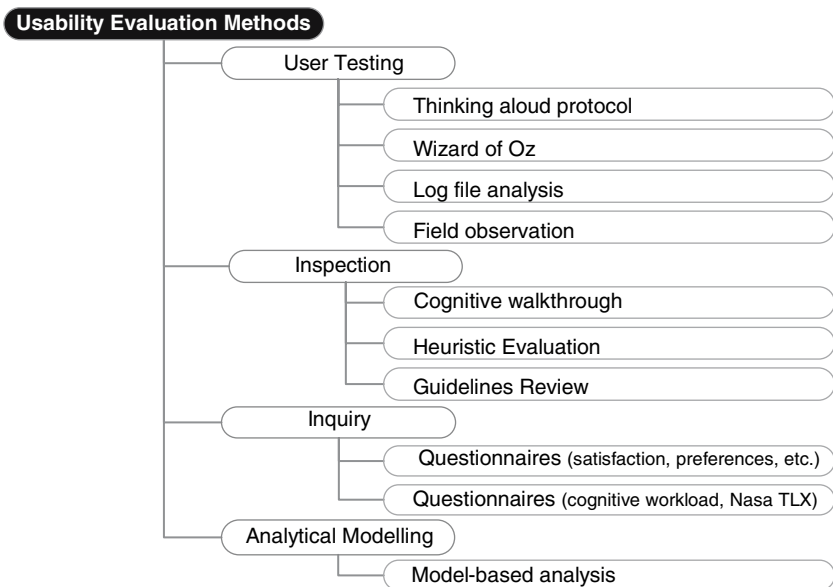 Usability Evaluation Methods
User Testing
Thinking aloud protocol
Wizard of Oz
Log file analysis
Field observation
Inspection
Cognitive walkthrough
Heuristic Evaluation
Guidelines Review
Inquiry
Questionnaires (satisfaction, preferences, etc.)
Questionnaires (cognitive workload, Nasa TLX)
Analytical Modelling
Model-based analysis